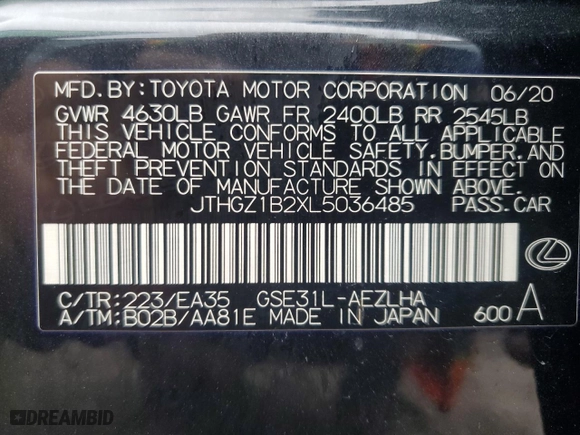 MFD. BY: TOYOTA MOTOR CORPORATION 06/20
GVWR 4630LB GAWR FR 2400LB RR 2545LB
THIS VEHICLE CONFORMS TO ALL APPLICABLE
FEDERAL MOTOR VEHICLE SAFETY, BUMPER, AND
THEFT PREVENTION STANDARDS IN EFFECT ON
THE DATE OF MANUFACTURE SHOWN ABOVE.
JTHGZ1B2XL5036485 PASS. CAR
C/TR: 223/EA35 GSE31L-AEZLHA
A/TM: B02B/AA81E MADE IN JAPAN 600 A
DREAMBID